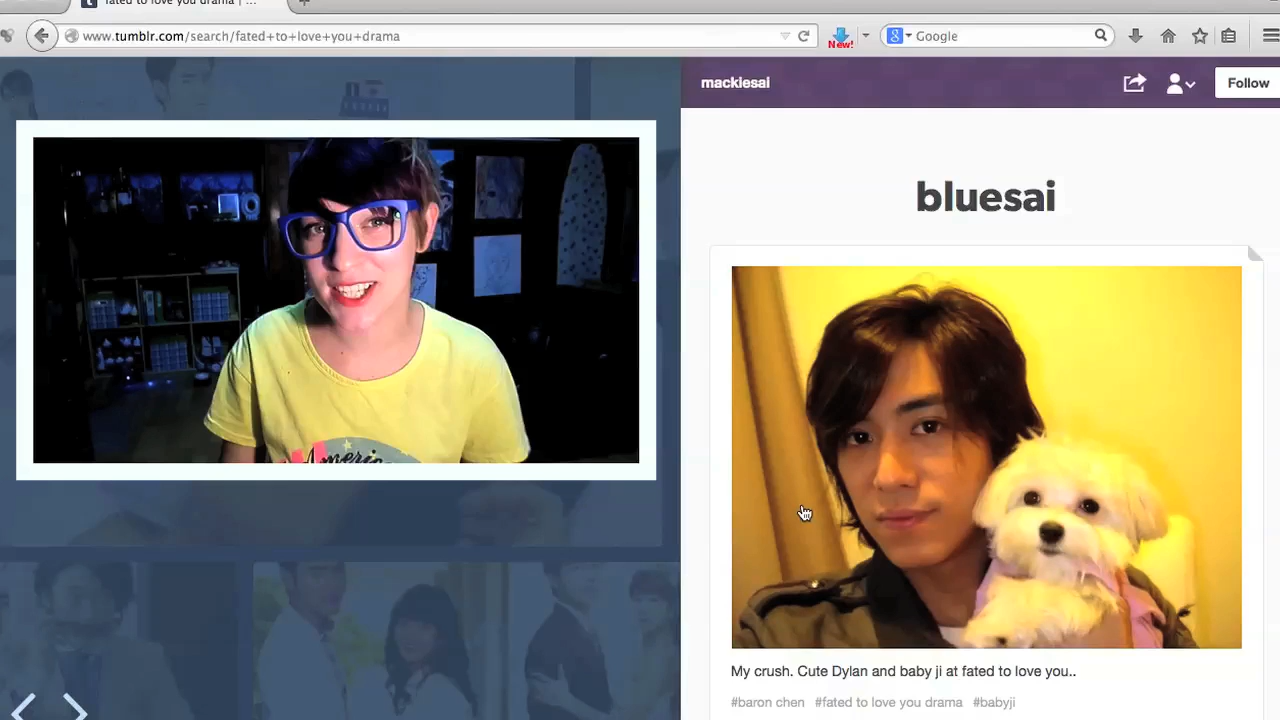 fated to love you drama | ...
www.tumblr.com/search/fated+to+love+you+drama
New!
Google
mackiesai
Follow
bluesai
America
My crush. Cute Dylan and baby ji at fated to love you..
#baron chen #fated to love you drama #babyji